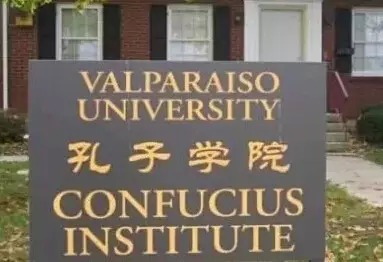 VALPARAISO
UNIVERSITY
孔子学院
CONFUCIUS
INSTITUTE